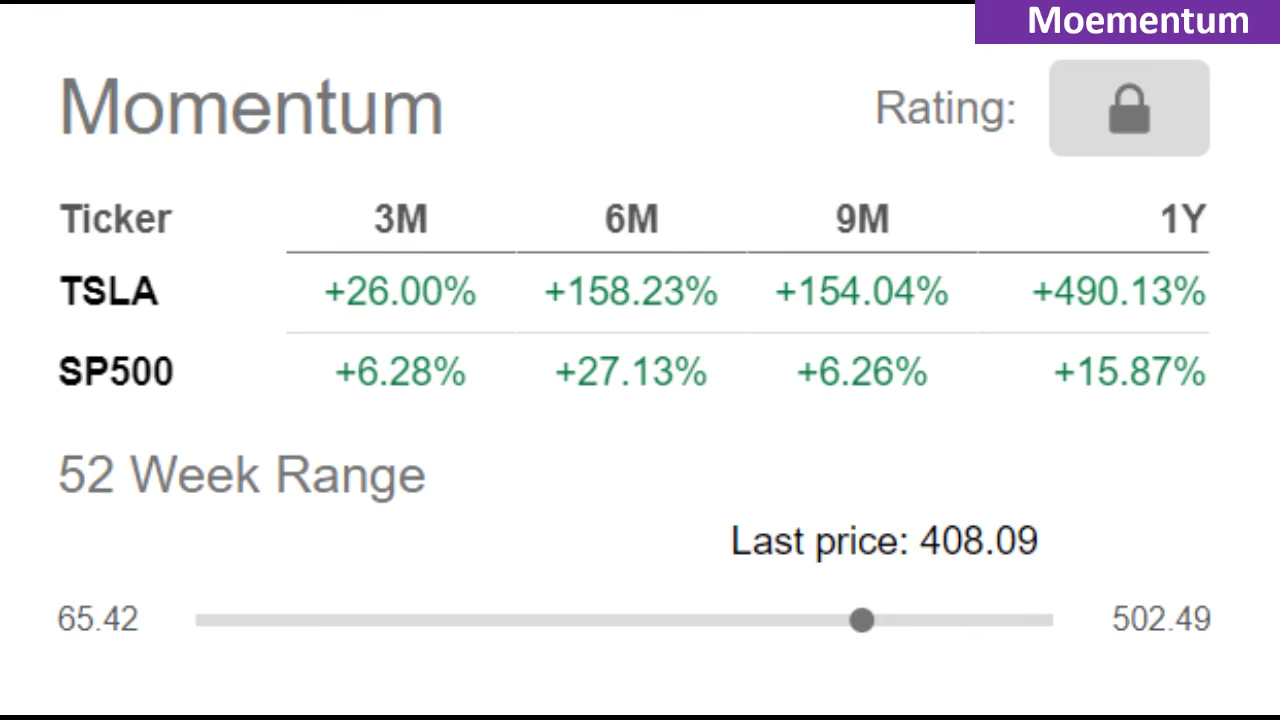 Moementum
Momentum
Rating:
Ticker 3M 6M 9M 1Y
TSLA +26.00% +158.23% +154.04% +490.13%
SP500 +6.28% +27.13% +6.26% +15.87%
52 Week Range
Last price: 408.09
65.42 502.49